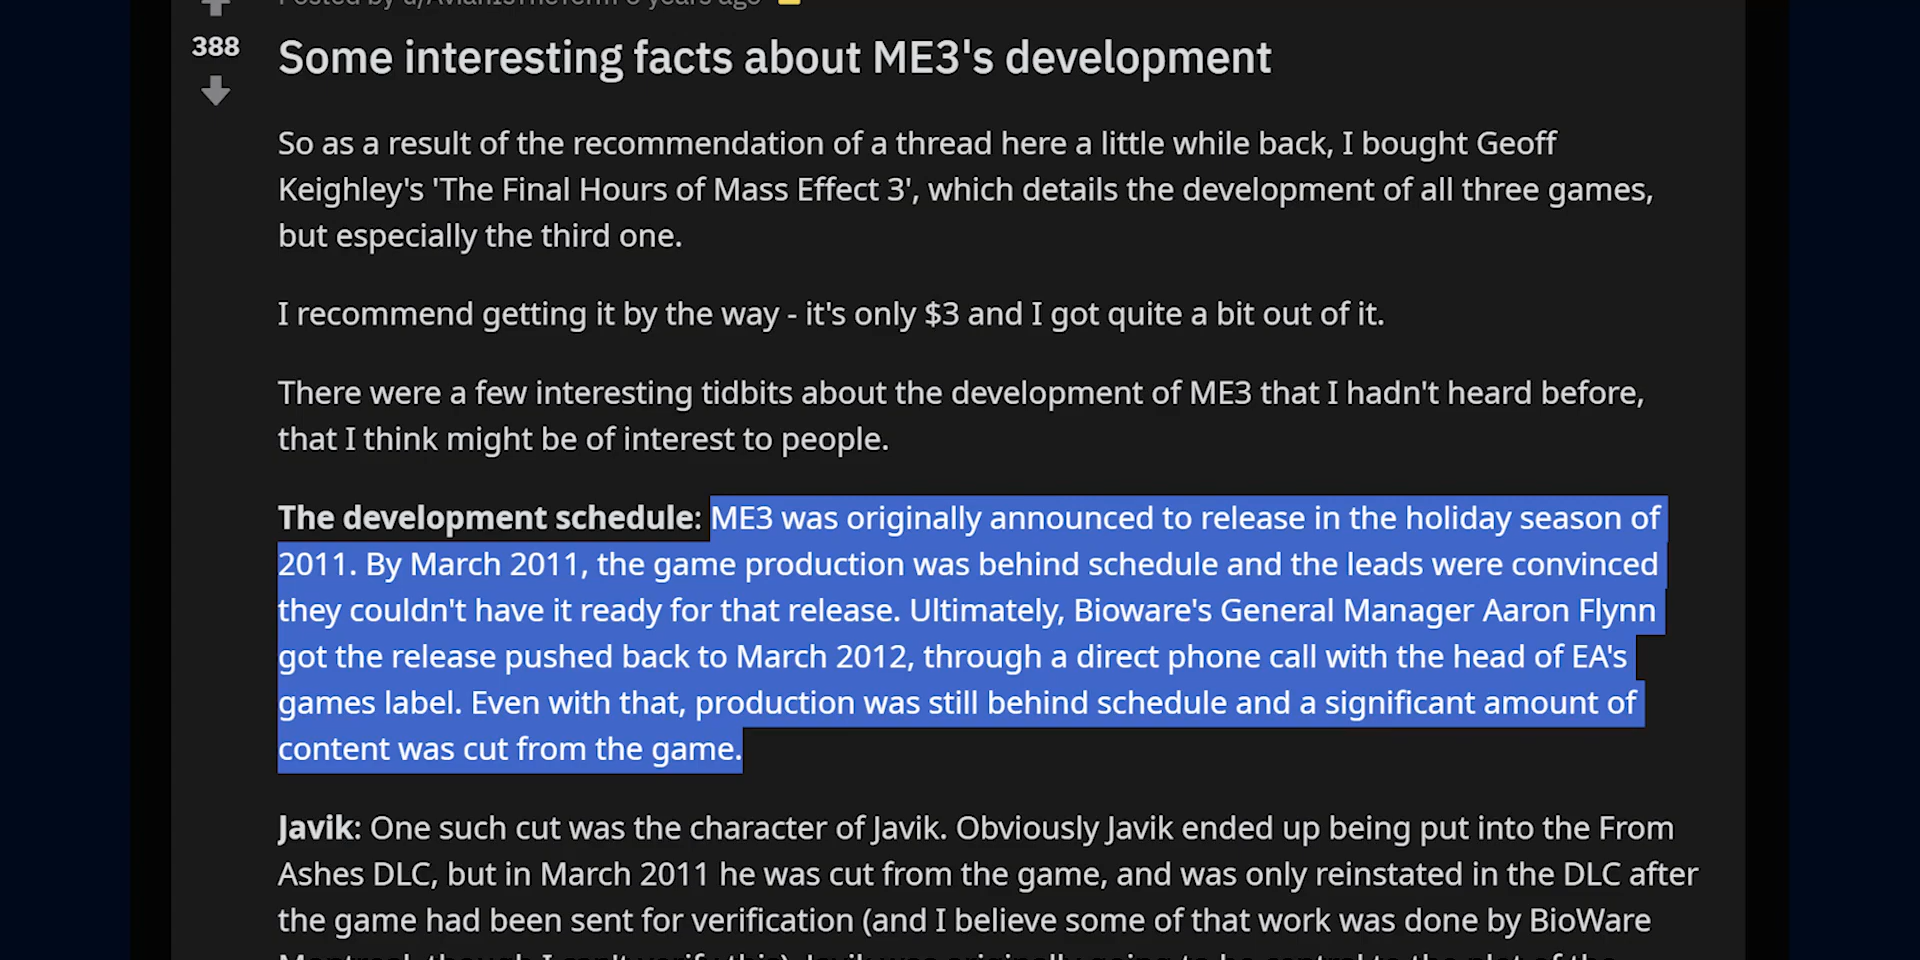 388
Some interesting facts about ME3's development
So as a result of the recommendation of a thread here a little while back, I bought Geoff
Keighley's 'The Final Hours of Mass Effect 3', which details the development of all three games,
but especially the third one.
I recommend getting it by the way - it's only $3 and I got quite a bit out of it.
There were a few interesting tidbits about the development of ME3 that I hadn't heard before,
that I think might be of interest to people.
The development schedule: ME3 was originally announced to release in the holiday season of
2011. By March 2011, the game production was behind schedule and the leads were convinced
they couldn't have it ready for that release. Ultimately, Bioware's General Manager Aaron Flynn
got the release pushed back to March 2012, through a direct phone call with the head of EA's
games label. Even with that, production was still behind schedule and a significant amount of
content was cut from the game.
Javik: One such cut was the character of Javik. Obviously Javik ended up being put into the From
Ashes DLC, but in March 2011 he was cut from the game, and was only reinstated in the DLC after
the game had been sent for verification (and I believe some of that work was done by BioWare